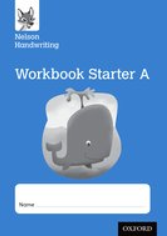 Nelson
Handwriting
Workbook Starter A
Name
OXFORD